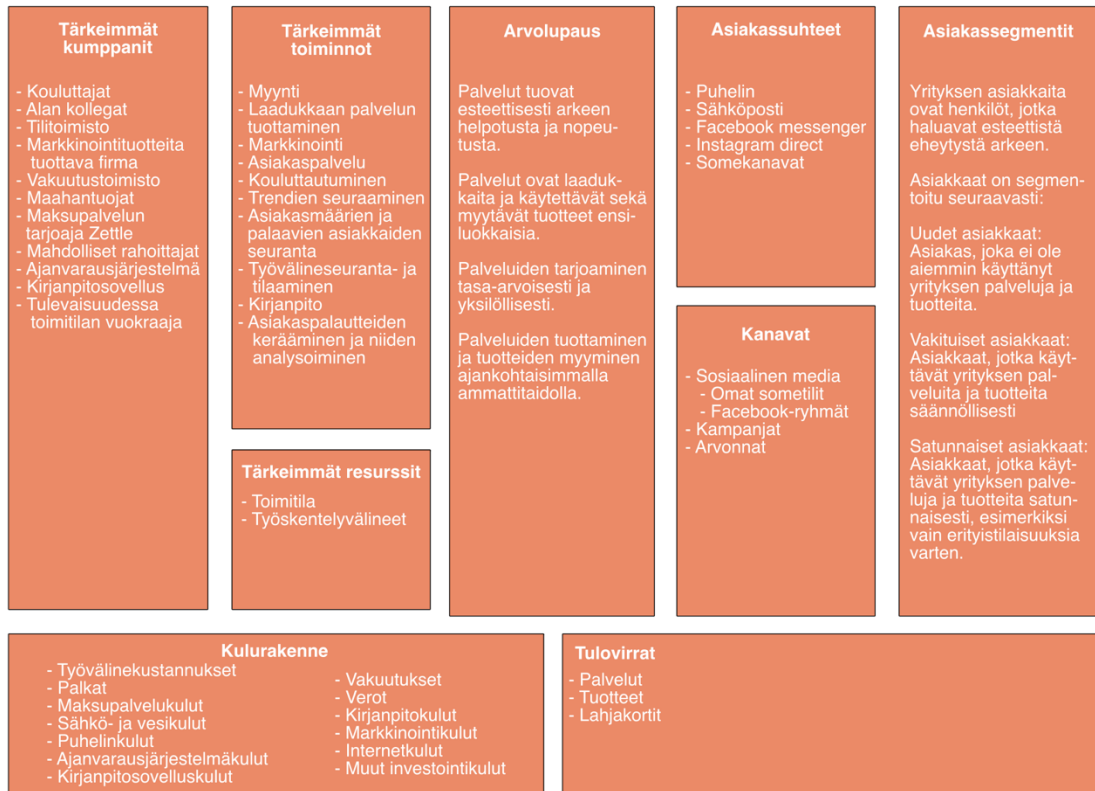 Tärkeimmät
kumppanit
- Kouluttajat
- Alan kollegat
- Tilitoimisto
- Markkinointituotteita
tuottava firma
- Vakuutustoimisto
- Maahantuojat
- Maksupalvelun
tarjoaja Zettle
- Mahdolliset rahoittajat
- Ajanvarausjärjestelmä
- Kirjanpitosovellus
- Tulevaisuudessa
toimitilan vuokraaja
Tärkeimmät
toiminnot
- Myynti
- Laadukkaan palvelun
tuottaminen
- Markkinointi
- Asiakaspalvelu
- Kouluttautuminen
- Trendien seuraaminen
- Asiakasmäärien ja
palaavien asiakkaiden
seuranta
- Työvälineseuranta- ja
tilaaminen
- Kirjanpito
- Asiakaspalautteiden
kerääminen ja niiden
analysoiminen
Tärkeimmät resurssit
- Toimitila
- Työskentelyvälineet
Arvolupaus
Palvelut tuovat
esteettisesti arkeen
helpotusta ja nopeu-
tusta.
Palvelut ovat laaduk-
kaita ja käytettävät sekä
myytävät tuotteet ensi-
luokkaisia.
Palveluiden tarjoaminen
tasa-arvoisesti ja
yksilöllisesti.
Palveluiden tuottaminen
ja tuotteiden myyminen
ajankohtaisimmalla
ammattitaidolla.
Asiakassuhteet
- Puhelin
- Sähköposti
- Facebook messenger
- Instagram direct
- Somekanavat
Kanavat
- Sosiaalinen media
- Omat sometilit
- Facebook-ryhmät
- Kampanjat
- Arvonnat
Asiakassegmentit
Yrityksen asiakkaita
ovat henkilöt, jotka
haluavat esteettistä
eheytystä arkeen.
Asiakkaat on segmen-
toitu seuraavasti:
Uudet asiakkaat:
Asiakas, joka ei ole
aiemmin käyttänyt
yrityksen palveluja ja
tuotteita.
Vakituiset asiakkaat:
Asiakkaat, jotka käyt-
tävät yrityksen pal-
veluita ja tuotteita
säännöllisesti
Satunnaiset asiakkaat:
Asiakkaat, jotka käyt-
tävät yrityksen palve-
luja ja tuotteita satun-
naisesti, esimerkiksi
vain erityistilaisuuksia
varten.
Kulurakenne
- Työvälinekustannukset
- Palkat
- Maksupalvelukulut
- Sähkö- ja vesikulut
- Puhelinkulut
- Ajanvarausjärjestelmäkulut
- Kirjanpitosovelluskulut
- Vakuutukset
- Verot
- Kirjanpitokulut
- Markkinointikulut
- Internetkulut
- Muut investointikulut
Tulovirrat
- Palvelut
- Tuotteet
- Lahjakortit